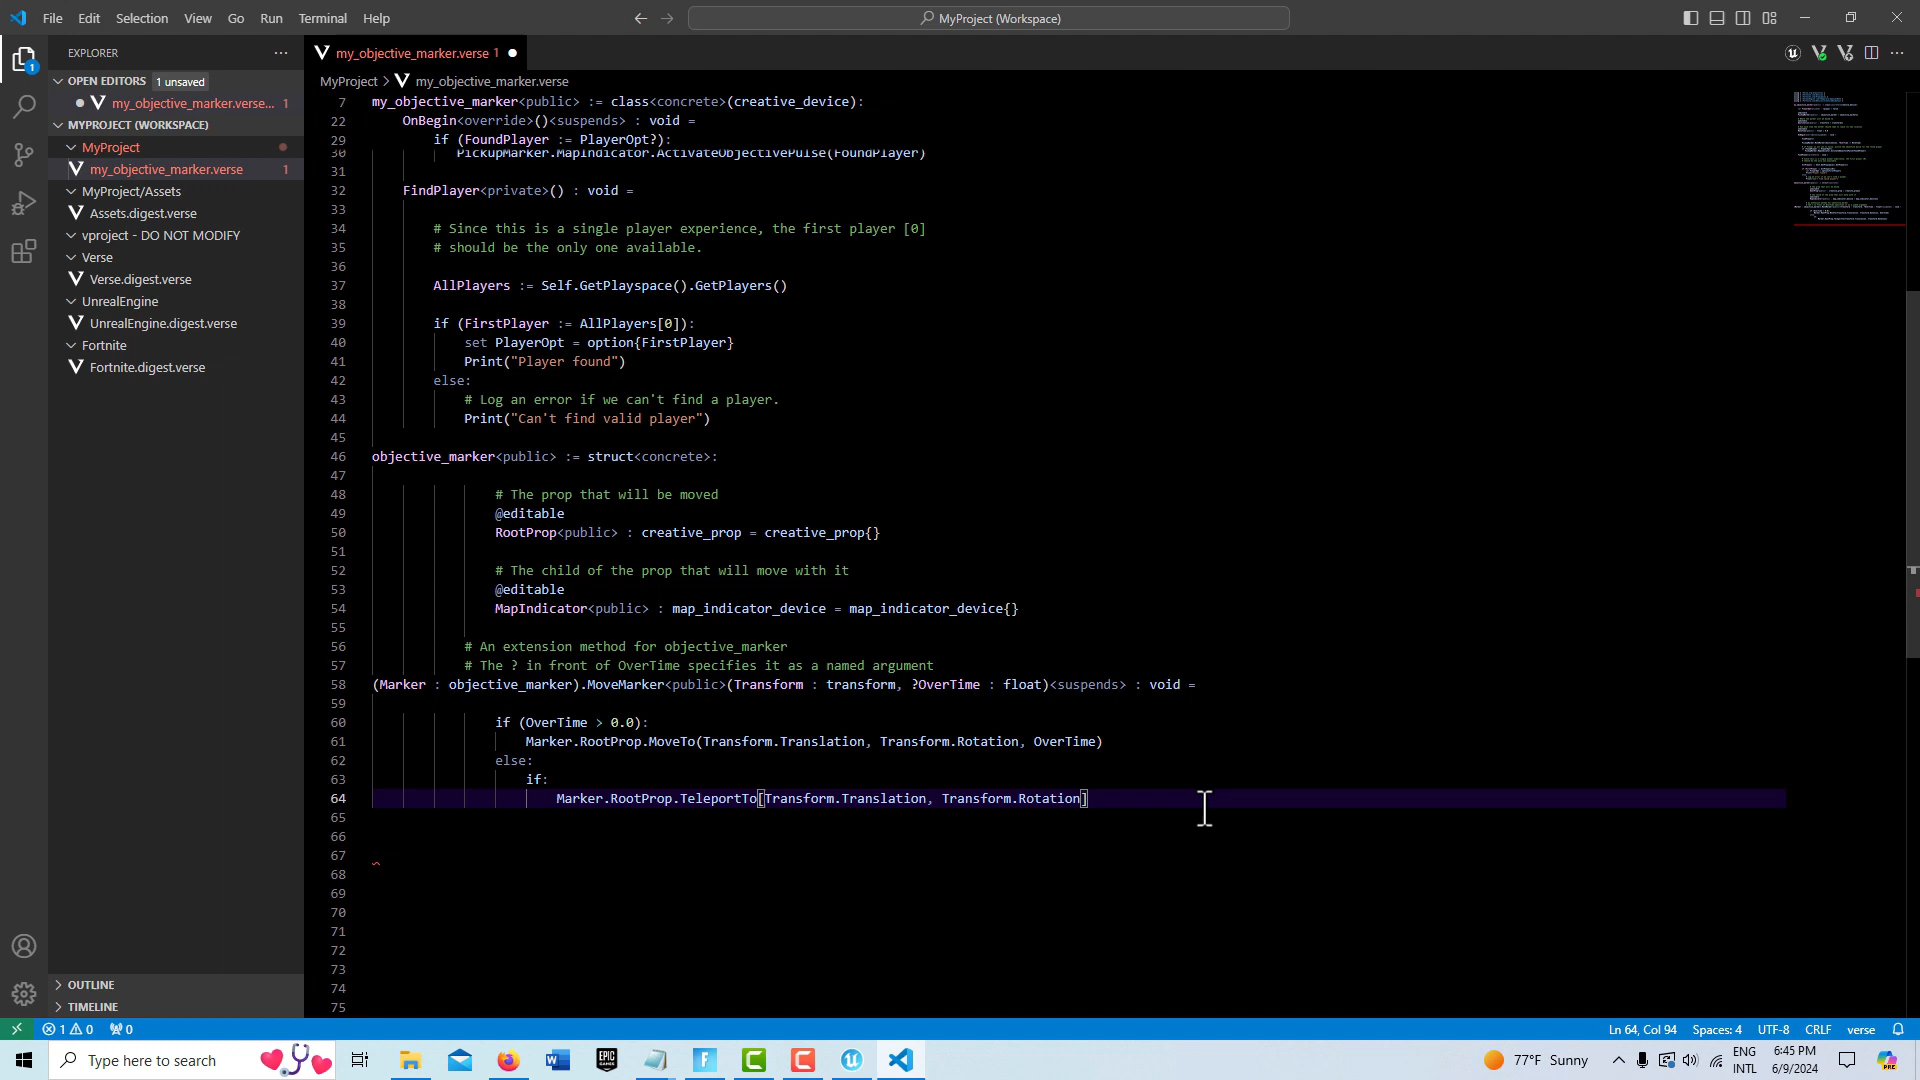 File Edit Selection View Go Run Terminal Help
MyProject (Workspace)
EXPLORER
my_objective_marker.verse 1
OPEN EDITORS 1 unsaved
my_objective_marker.verse... 1
MYPROJECT (WORKSPACE)
MyProject
my_objective_marker.verse 1
MyProject/Assets
Assets.digest.verse
vproject - DO NOT MODIFY
Verse
Verse.digest.verse
UnrealEngine
UnrealEngine.digest.verse
Fortnite
Fortnite.digest.verse
OUTLINE
TIMELINE
MyProject > my_objective_marker.verse
7 my_objective_marker<public> := class<concrete>(creative_device):
22 OnBegin<override>()<suspends> : void =
29 if (FoundPlayer := PlayerOpt?):
30 PickupMarker.MapIndicator.ActivateObjectivePulse(FoundPlayer)
31
32 FindPlayer<private>() : void =
33
34 # Since this is a single player experience, the first player [0]
35 # should be the only one available.
36
37 AllPlayers := Self.GetPlayspace().GetPlayers()
38
39 if (FirstPlayer := AllPlayers[0]):
40 set PlayerOpt = option{FirstPlayer}
41 Print("Player found")
42 else:
43 # Log an error if we can't find a player.
44 Print("Can't find valid player")
45
46 objective_marker<public> := struct<concrete>:
47
48 # The prop that will be moved
49 @editable
50 RootProp<public> : creative_prop = creative_prop{}
51
52 # The child of the prop that will move with it
53 @editable
54 MapIndicator<public> : map_indicator_device = map_indicator_device{}
55
56 # An extension method for objective_marker
57 # The ? in front of OverTime specifies it as a named argument
58 (Marker : objective_marker).MoveMarker<public>(Transform : transform, ?OverTime : float)<suspends> : void =
59
60 if (OverTime > 0.0):
61 Marker.RootProp.MoveTo(Transform.Translation, Transform.Rotation, OverTime)
62 else:
63 if:
64 Marker.RootProp.TeleportTo[Transform.Translation, Transform.Rotation]
65
66
67
68
69
70
71
72
73
74
75
1 0 0
Ln 64, Col 94 Spaces: 4 UTF-8 CRLF verse
Type here to search
EPIC GAMES
77°F Sunny
ENG INTL
6:45 PM
6/9/2024
PRE